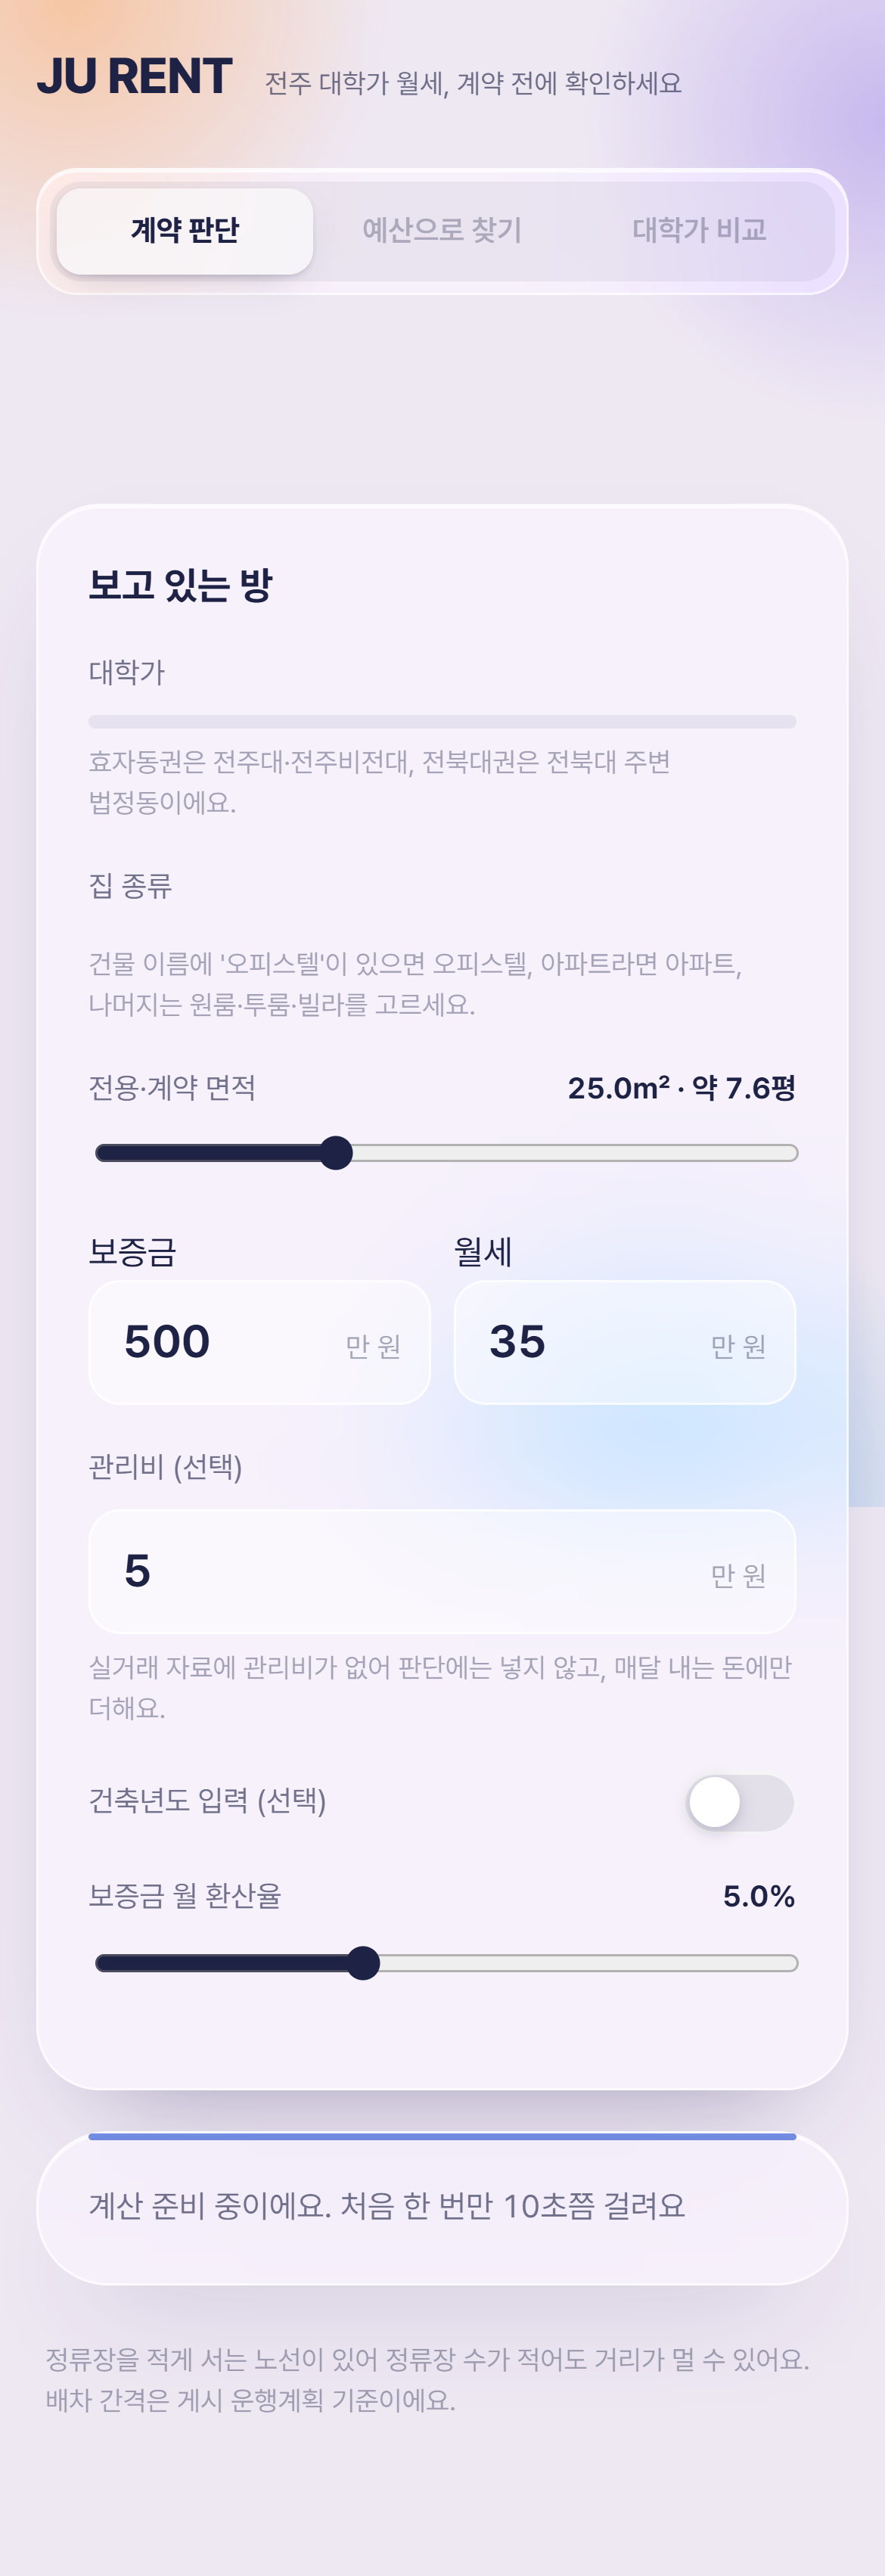 JU RENT 전주 대학가 월세, 계약 전에 확인하세요
계약 판단 예산으로 찾기 대학가 비교
보고 있는 방
대학가
효자동권은 전주대·전주비전대, 전북대권은 전북대 주변
법정동이에요.
집 종류
건물 이름에 '오피스텔'이 있으면 오피스텔, 아파트라면 아파트,
나머지는 원룸·투룸·빌라를 고르세요.
전용·계약 면적 25.0m² · 약 7.6평
보증금 월세
500 만 원 35 만 원
관리비 (선택)
5 만 원
실거래 자료에 관리비가 없어 판단에는 넣지 않고, 매달 내는 돈에만
더해요.
건축년도 입력 (선택)
보증금 월 환산율 5.0%
계산 준비 중이에요. 처음 한 번만 10초쯤 걸려요
정류장을 적게 서는 노선이 있어 정류장 수가 적어도 거리가 멀 수 있어요.
배차 간격은 게시 운행계획 기준이에요.